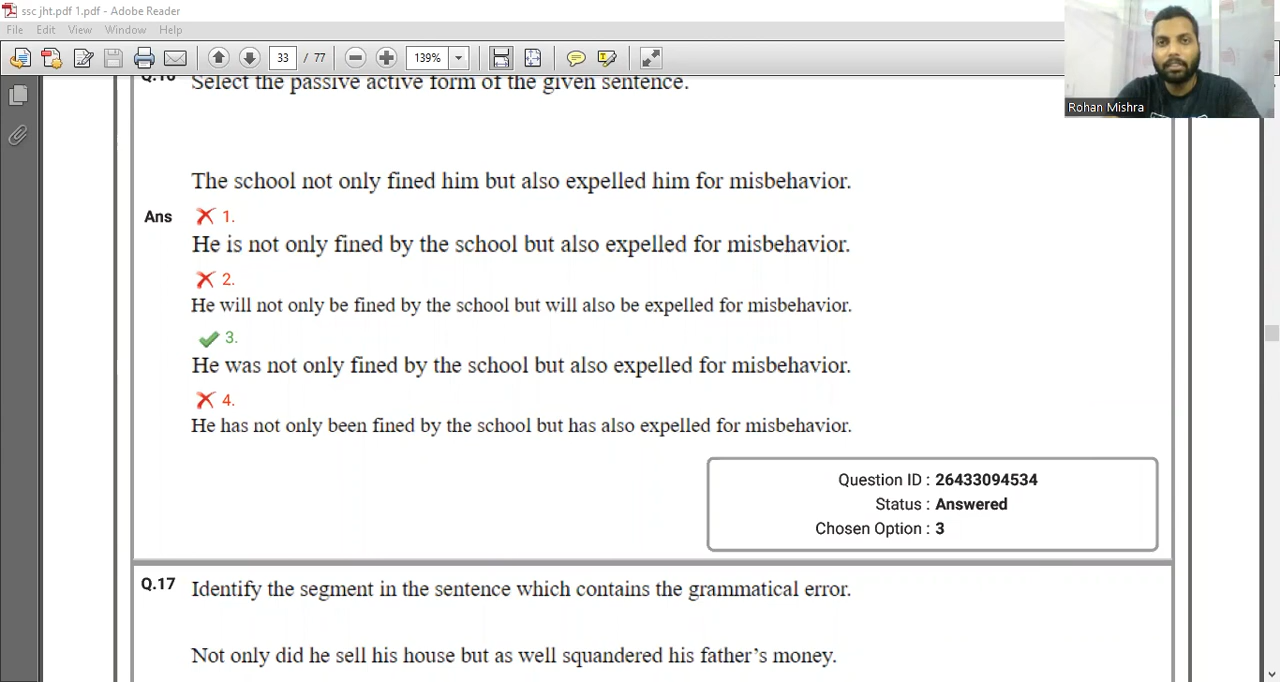 ssc jht.pdf 1.pdf - Adobe Reader
File Edit View Window Help
33 / 77 139%
Rohan Mishra
Q.16 Select the passive active form of the given sentence.
The school not only fined him but also expelled him for misbehavior.
Ans 1.
He is not only fined by the school but also expelled for misbehavior.
2.
He will not only be fined by the school but will also be expelled for misbehavior.
3.
He was not only fined by the school but also expelled for misbehavior.
4.
He has not only been fined by the school but has also expelled for misbehavior.
Question ID : 26433094534
Status : Answered
Chosen Option : 3
Q.17 Identify the segment in the sentence which contains the grammatical error.
Not only did he sell his house but as well squandered his father’s money.